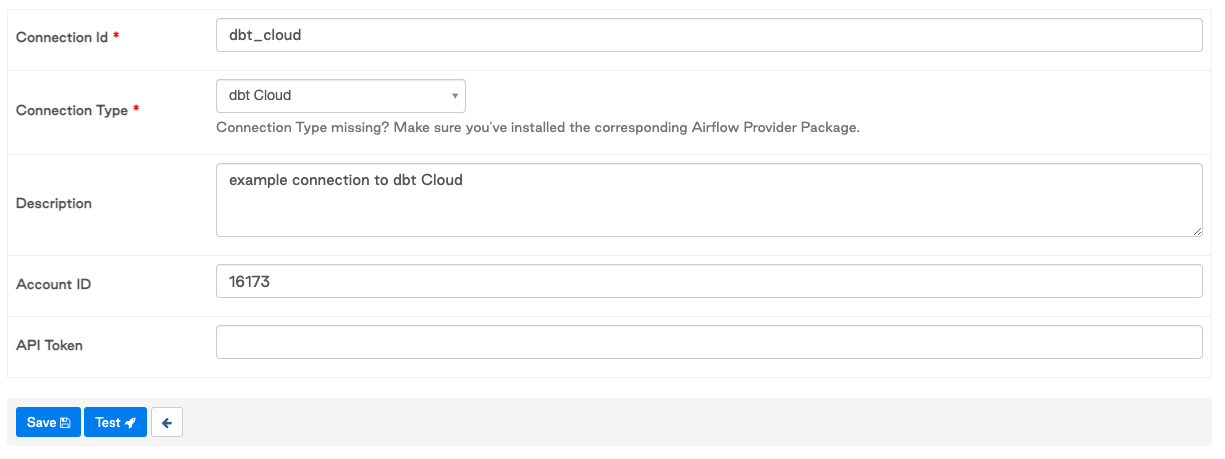 Connection Id *
dbt_cloud
Connection Type *
dbt Cloud
Connection Type missing? Make sure you've installed the corresponding Airflow Provider Package.
Description
example connection to dbt Cloud
Account ID
16173
API Token
Save
Test